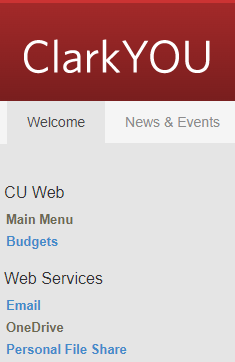 ClarkYOU
Welcome News & Events
CU Web
Main Menu
Budgets
Web Services
Email
OneDrive
Personal File Share